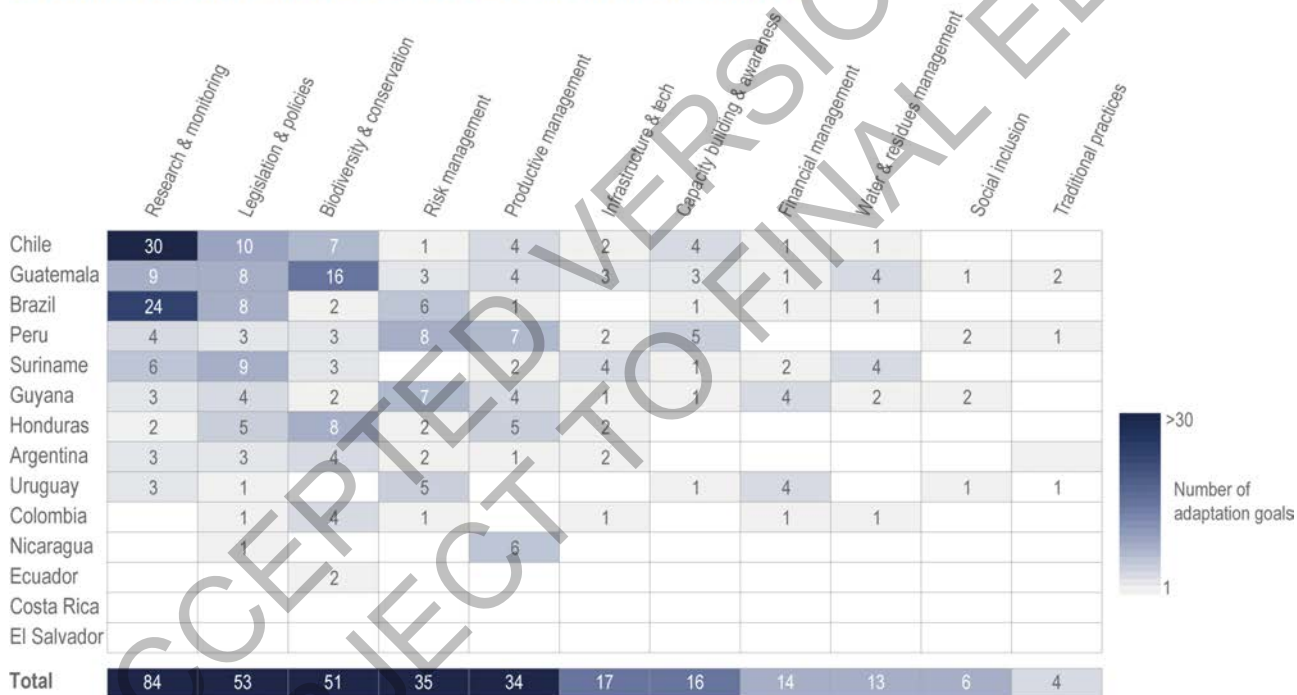 Research & monitoring
Legislation & policies
Biodiversity & conservation
Risk management
Productive management
Infrastructure & tech
Capacity building & awareness
Financial management
Water & residues management
Social inclusion
Traditional practices
Chile 30 10 7 1 4 2 4 1 1
Guatemala 9 8 16 3 4 3 3 1 4 1 2
Brazil 24 8 2 6 1 1 1 1
Peru 4 3 3 8 7 2 5 2 1
Suriname 6 9 3 2 4 1 2 4
Guyana 3 4 2 7 4 1 1 4 2 2
Honduras 2 5 8 2 5 2
Argentina 3 3 4 2 1 2
Uruguay 3 1 5 1 4 1 1
Colombia 1 4 1 1 1 1
Nicaragua 1 6
Ecuador 2
Costa Rica
El Salvador
Total 84 53 51 35 34 17 16 14 13 6 4
>30
Number of
adaptation goals
1
CCEPTED VERSIO
BJECT TO FINAL ED